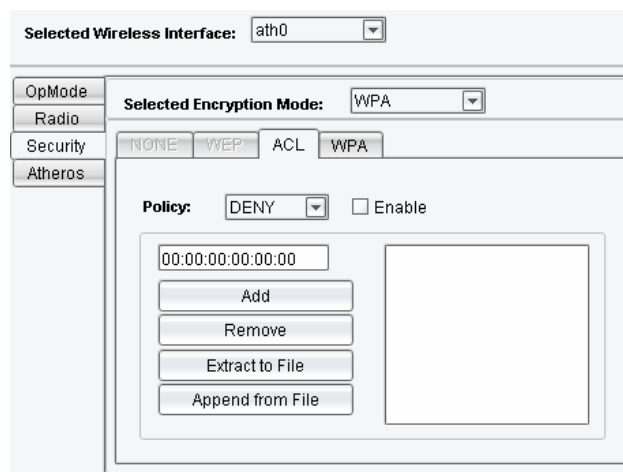 Selected Wireless Interface: ath0
OpMode
Radio
Security
Atheros
Selected Encryption Mode: WPA
NONE WEP ACL WPA
Policy: DENY Enable
00:00:00:00:00:00
Add
Remove
Extract to File
Append from File